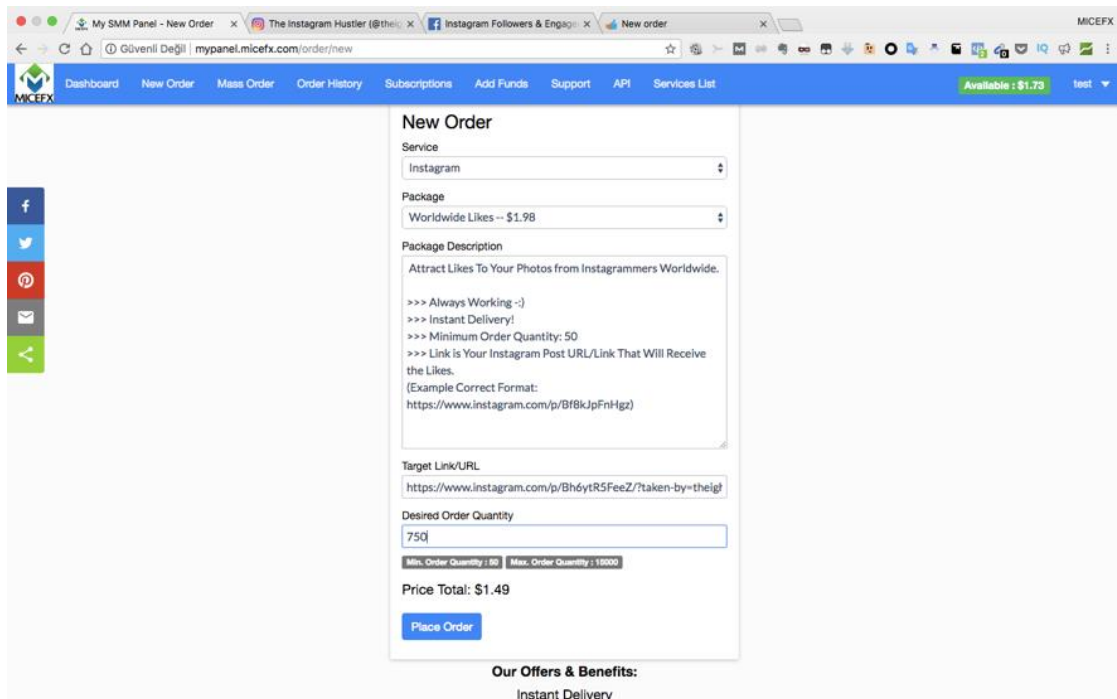 My SMM Panel - New Order
The Instagram Hustler (@theig
Instagram Followers & Engage
New order
MICEFX
Güvenli Değil
mypanel.micefx.com/order/new
MICEFX
Dashboard
New Order
Mass Order
Order History
Subscriptions
Add Funds
Support
API
Services List
Available : $1.73
test
New Order
Service
Instagram
Package
Worldwide Likes -- $1.98
Package Description
Attract Likes To Your Photos from Instagrammers Worldwide.
>>> Always Working -:)
>>> Instant Delivery!
>>> Minimum Order Quantity: 50
>>> Link is Your Instagram Post URL/Link That Will Receive
the Likes.
(Example Correct Format:
https://www.instagram.com/p/Bf8kJpFnHgz)
Target Link/URL
https://www.instagram.com/p/Bh6ytR5FeeZ/?taken-by=theigh
Desired Order Quantity
750
Min. Order Quantity : 50
Max. Order Quantity : 15000
Price Total: $1.49
Place Order
Our Offers & Benefits:
Instant Delivery